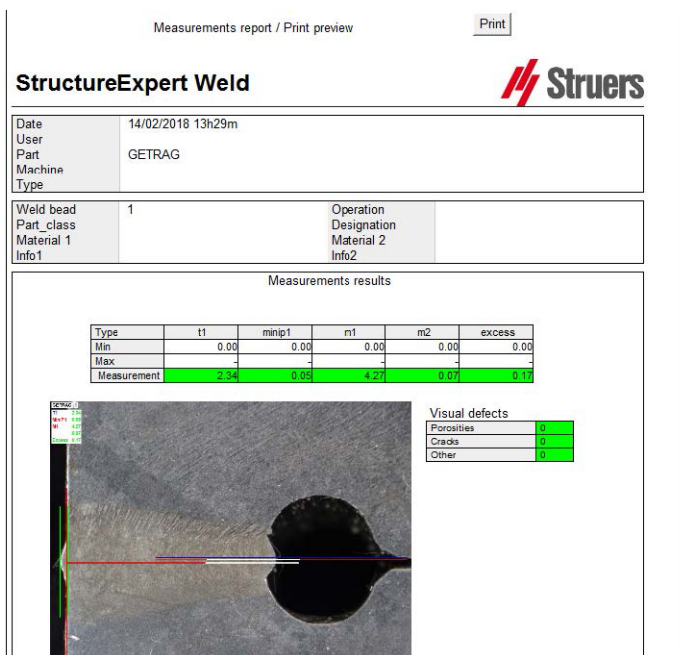 Measurements report / Print preview
Print
StructureExpert Weld
Struers
Date 14/02/2018 13h29m
User
Part GETRAG
Machine
Type
Weld bead 1 Operation
Part_class Designation
Material 1 Material 2
Info1 Info2
Measurements results
Type t1 minip1 m1 m2 excess
Min 0.00 0.00 0.00 0.00 0.00
Max - - - - -
Measurement 2.34 0.05 4.27 0.07 0.17
Visual defects
Porosities 0
Cracks 0
Other 0